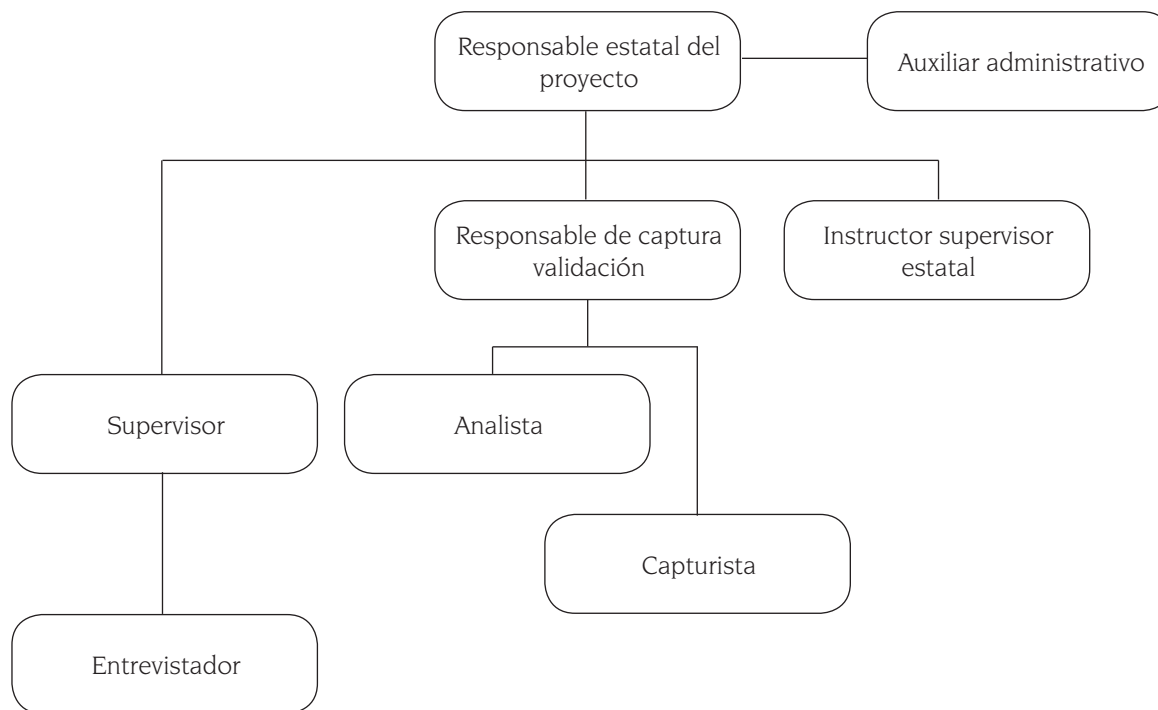 Responsable estatal del
proyecto
Auxiliar administrativo
Responsable de captura
validación
Instructor supervisor
estatal
Supervisor
Analista
Capturista
Entrevistador